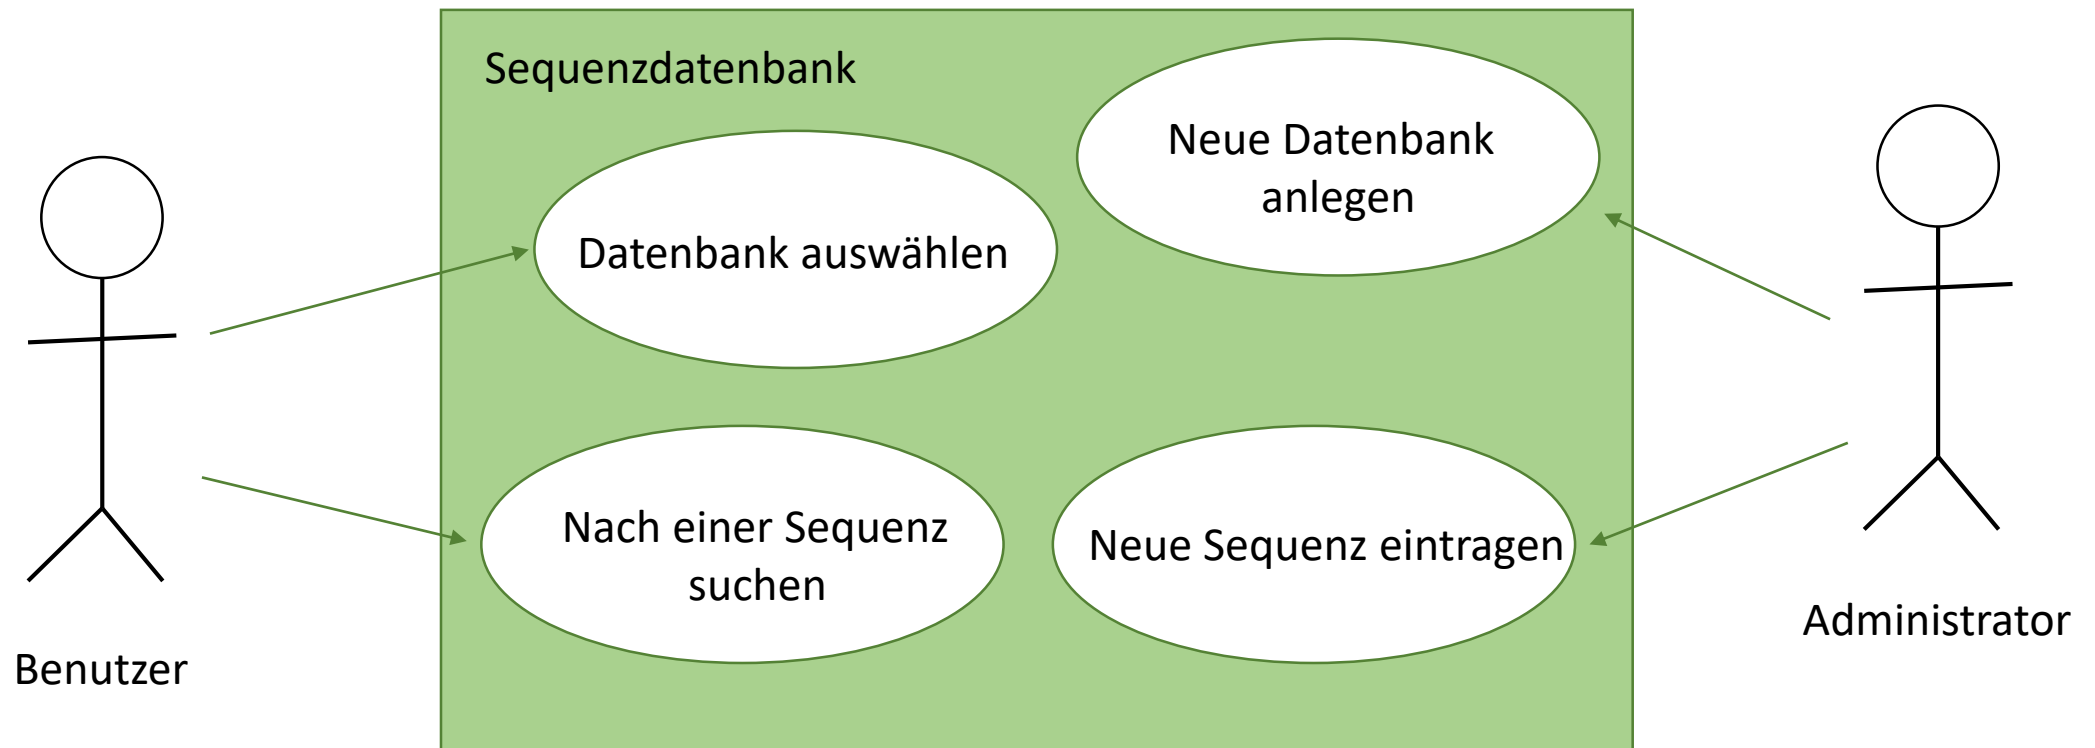 Sequenzdatenbank
Neue Datenbank
anlegen
Datenbank auswählen
Nach einer Sequenz
suchen
Neue Sequenz eintragen
Benutzer
Administrator